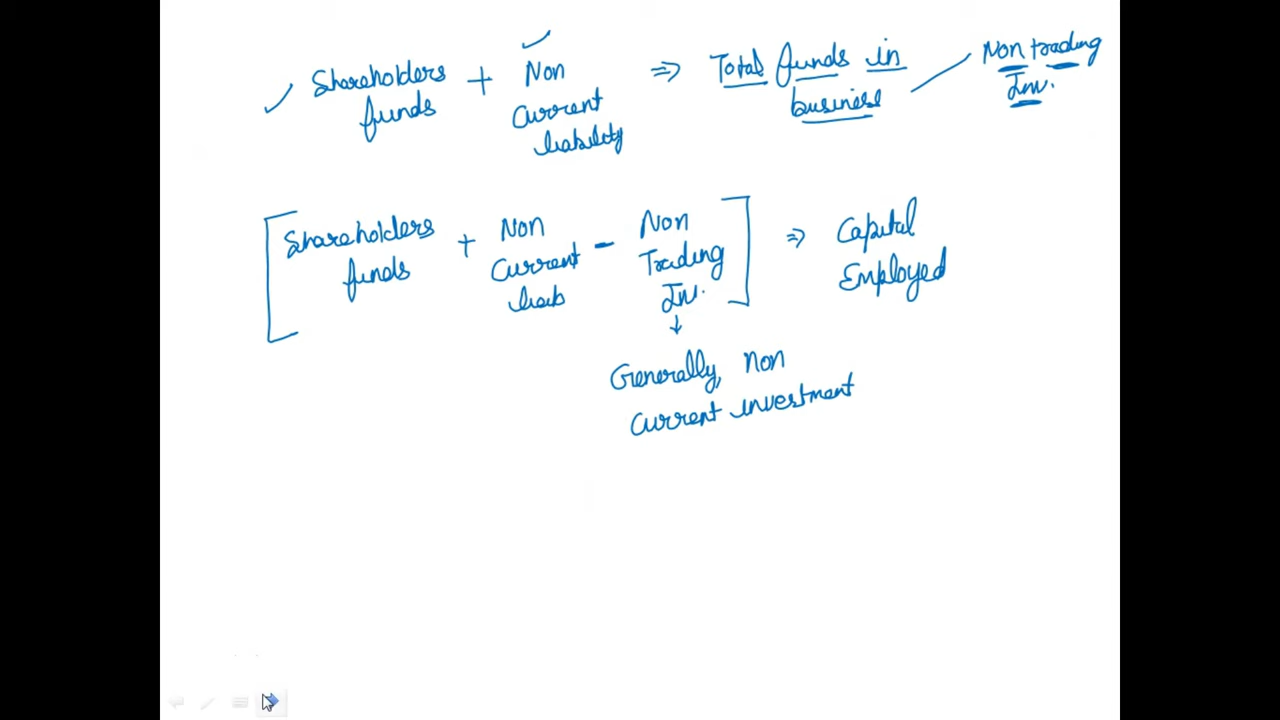 Shareholders + Non ⇒ Total funds in Non trading
funds Current business Inv.
liability
[Shareholders + Non - Non ] ⇒ Capital
funds Current Trading Employed
liab Inv.
↓
Generally, non
Current investment